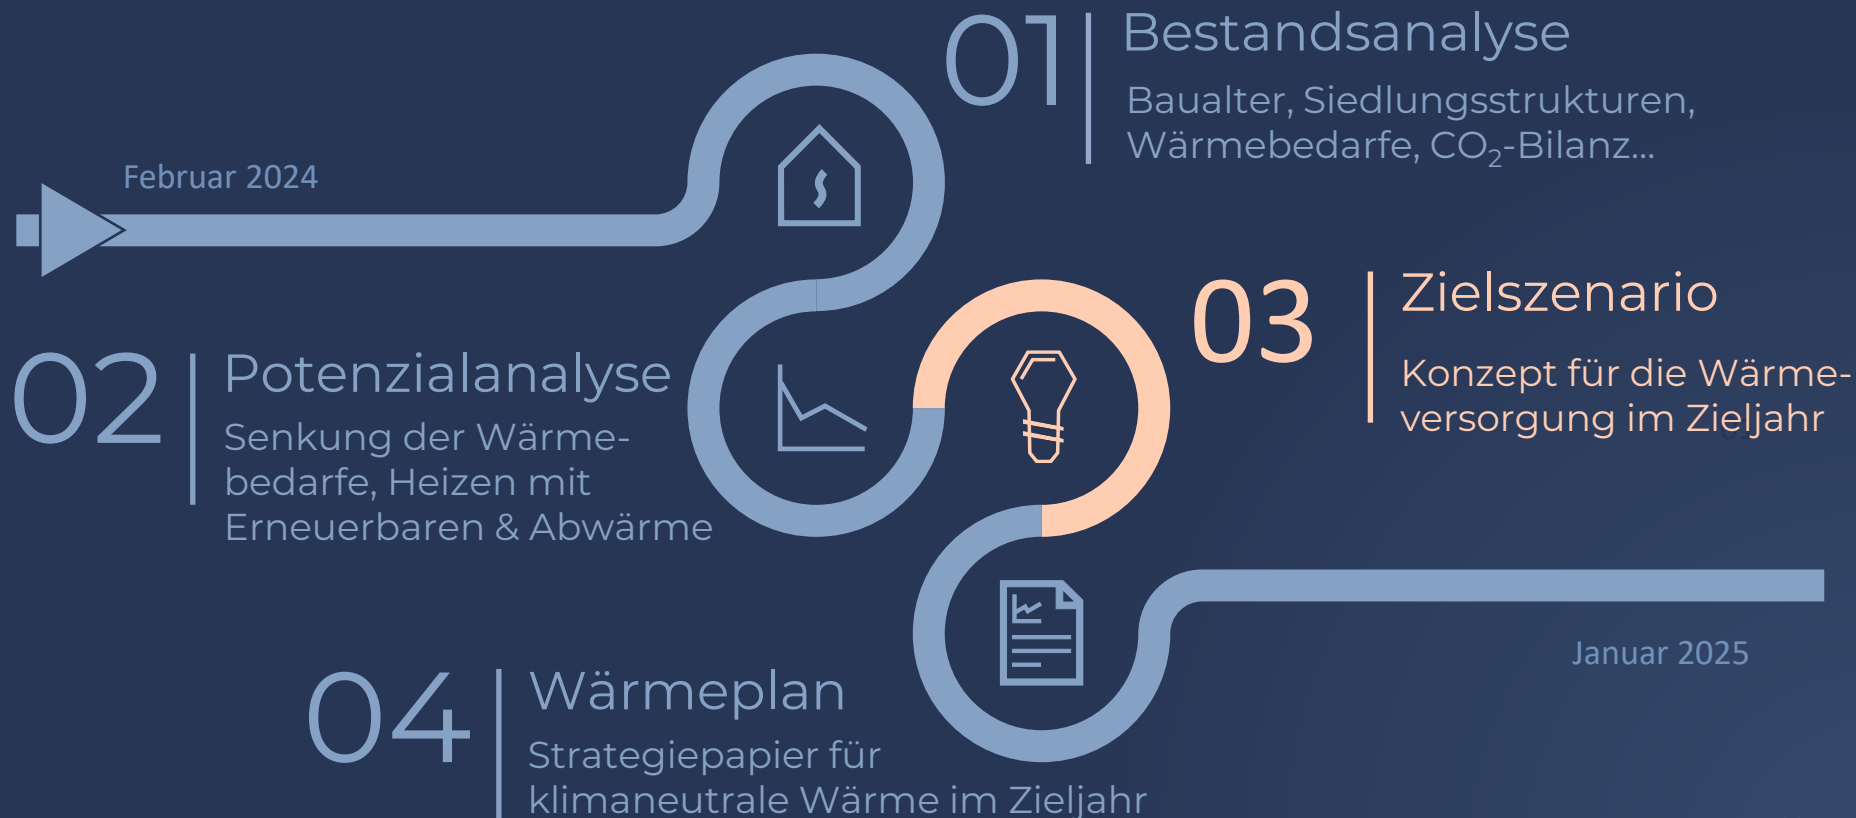 01
Bestandsanalyse
Baualter, Siedlungsstrukturen,
Wärmebedarfe, CO₂-Bilanz...
Februar 2024
02
Potenzialanalyse
Senkung der Wärme-
bedarfe, Heizen mit
Erneuerbaren & Abwärme
03
Zielszenario
Konzept für die Wärme-
versorgung im Zieljahr
04
Wärmeplan
Strategiepapier für
klimaneutrale Wärme im Zieljahr
Januar 2025